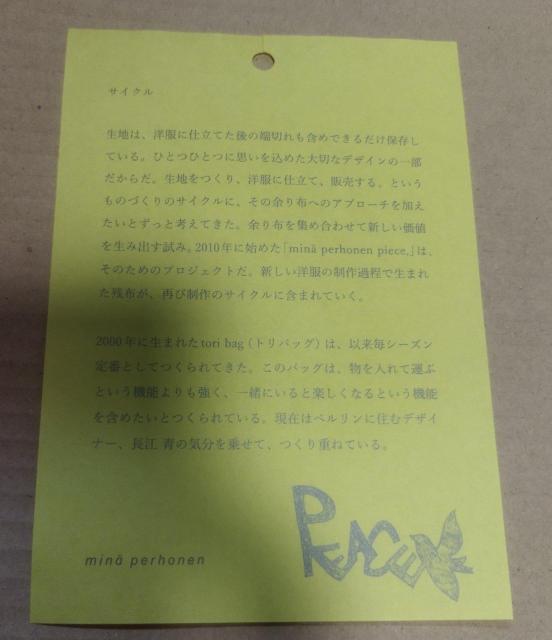 サイクル
生地は、洋服に仕立てた後の端切れも含めできるだけ保存し
ている。ひとつひとつに思いを込めた大切なデザインの一部
だからだ。生地をつくり、洋服に仕立て、販売する。という
ものづくりのサイクルに、その余り布へのアプローチを加え
たいとずっと考えてきた。余り布を集め合わせて新しい価値
を生み出す試み。2010年に始めた「minä perhonen piece,」は、
そのためのプロジェクトだ。新しい洋服の制作過程で生まれ
た残布が、再び制作のサイクルに含まれていく。
2000年に生まれたtori bag（トリバッグ）は、以来毎シーズン
定番としてつくられてきた。このバッグは、物を入れて運ぶ
という機能よりも強く、一緒にいると楽しくなるという機能
を含めたいとつくられている。現在はベルリンに住むデザイ
ナー、長江 青の気分を乗せて、つくり重ねている。
minä perhonen
PEACE